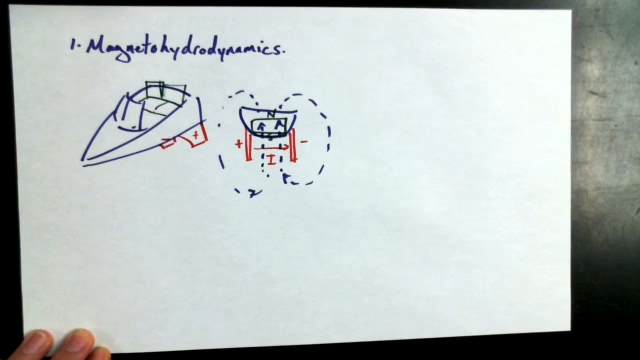 1. Magnetohydrodynamics.
+
N
+ -
I